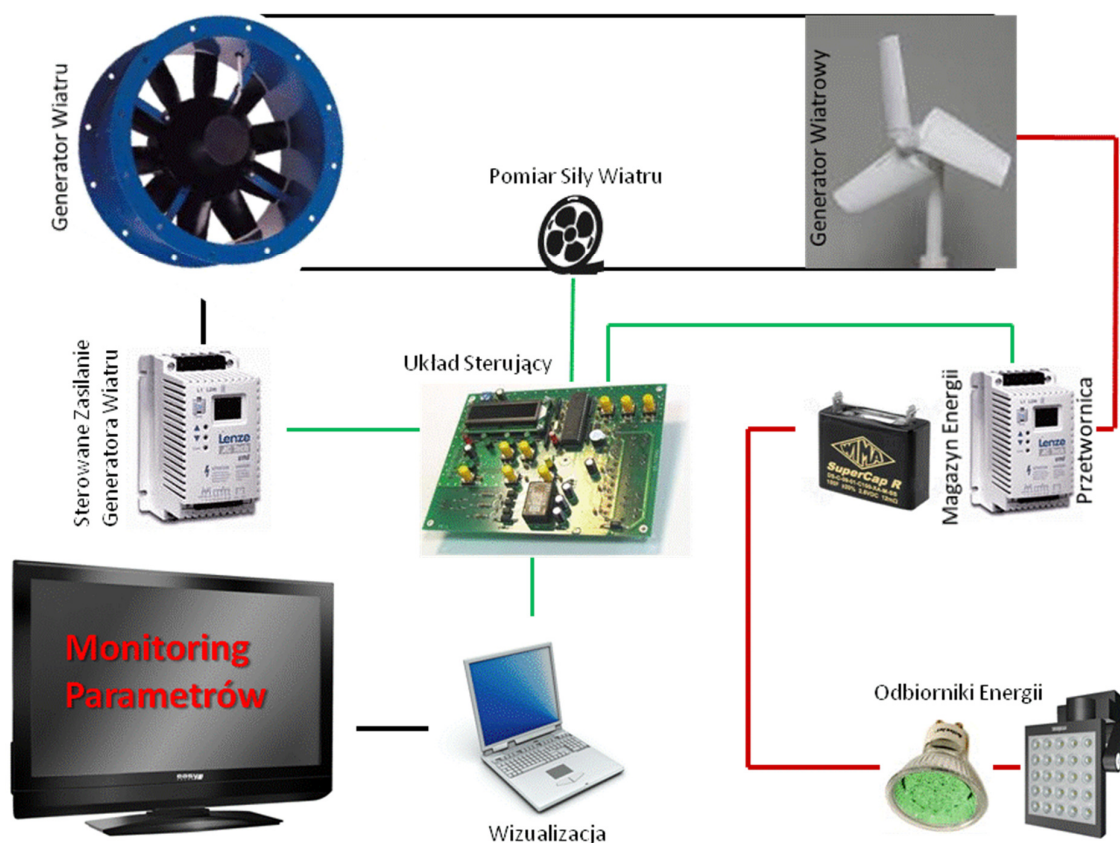 Generator Wiatru
Pomiar Siły Wiatru
Generator Wiatrowy
Sterowane Zasilanie
Generatora Wiatru
Lenze
Układ Sterujący
WIMA
SuperCap R
Magazyn Energii
Lenze
Przetwornica
Monitoring
Parametrów
Wizualizacja
Odbiorniki Energii